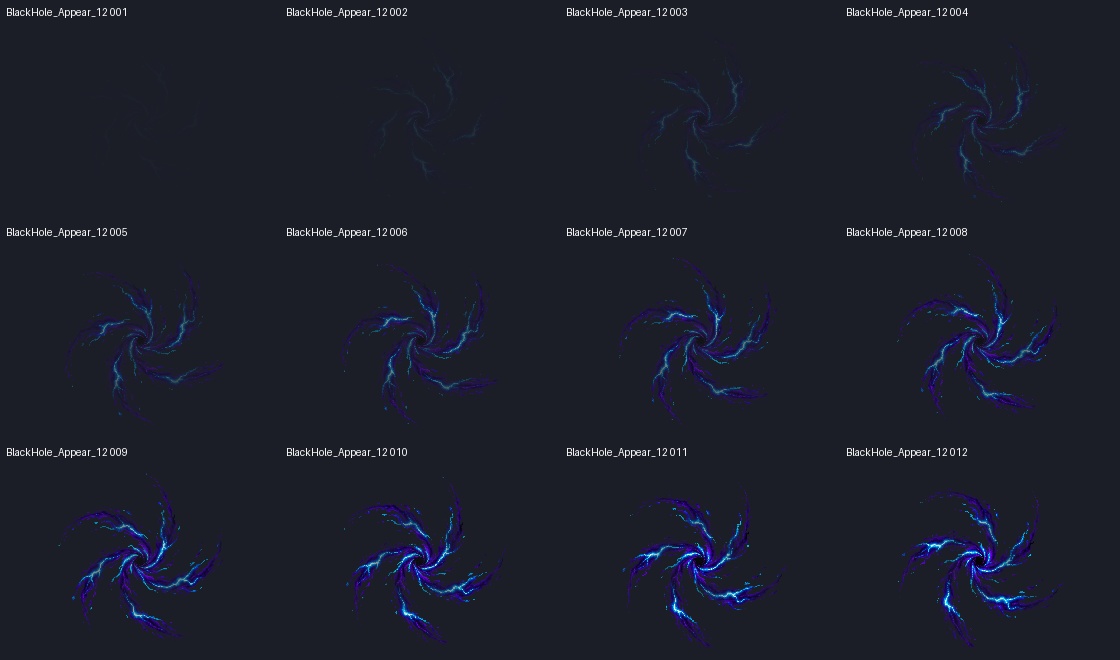 BlackHole_Appear_12 001
BlackHole_Appear_12 002
BlackHole_Appear_12 003
BlackHole_Appear_12 004
BlackHole_Appear_12 005
BlackHole_Appear_12 006
BlackHole_Appear_12 007
BlackHole_Appear_12 008
BlackHole_Appear_12 009
BlackHole_Appear_12 010
BlackHole_Appear_12 011
BlackHole_Appear_12 012